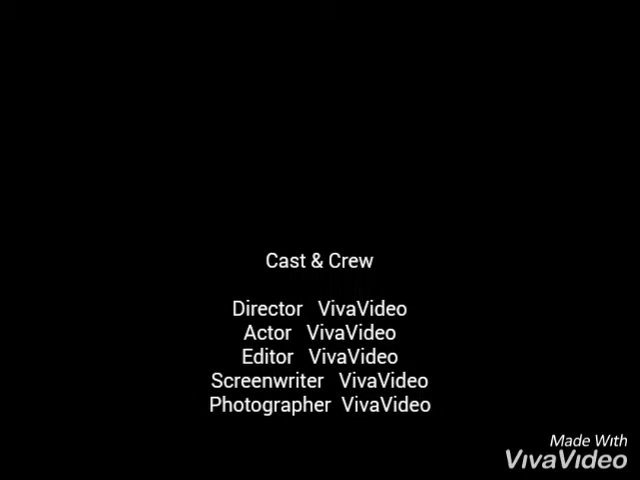 Cast & Crew
Director VivaVideo
Actor VivaVideo
Editor VivaVideo
Screenwriter VivaVideo
Photographer VivaVideo
Made With
VivaVideo